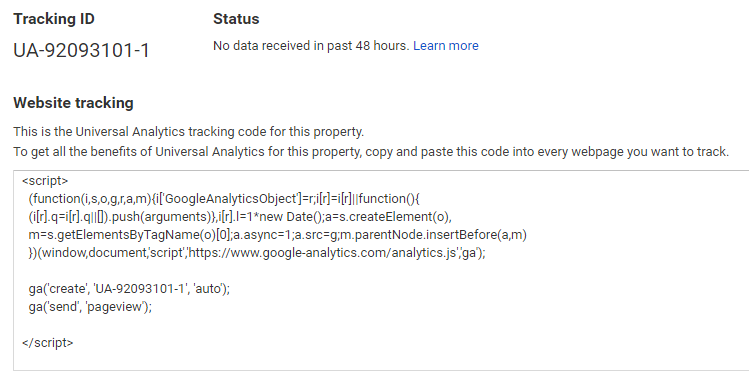 Tracking ID
Status
UA-92093101-1
No data received in past 48 hours. Learn more
Website tracking
This is the Universal Analytics tracking code for this property.
To get all the benefits of Universal Analytics for this property, copy and paste this code into every webpage you want to track.
<script>
(function(i,s,o,g,r,a,m){i['GoogleAnalyticsObject']=r;i[r]=i[r]||function(){
(i[r].q=i[r].q||[]).push(arguments)},i[r].l=1*new Date();a=s.createElement(o),
m=s.getElementsByTagName(o)[0];a.async=1;a.src=g;m.parentNode.insertBefore(a,m)
})(window,document,'script','https://www.google-analytics.com/analytics.js','ga');
ga('create', 'UA-92093101-1', 'auto');
ga('send', 'pageview');
</script>